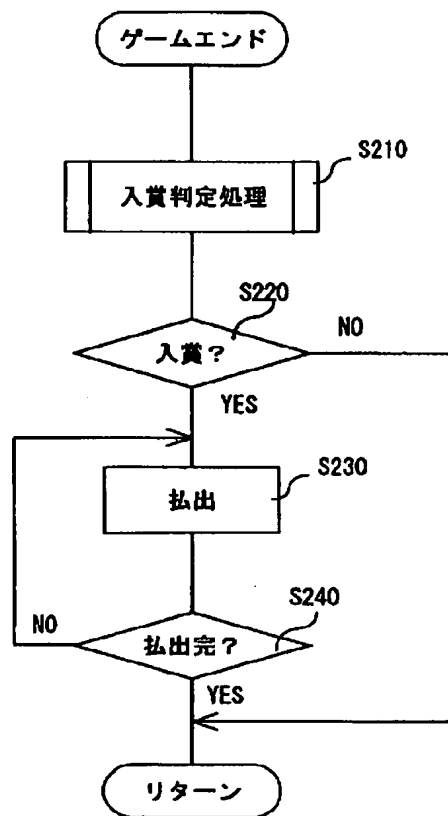 ゲームエンド
S210
入賞判定処理
S220
入賞?
NO
YES
S230
払出
S240
払出完?
NO
YES
リターン